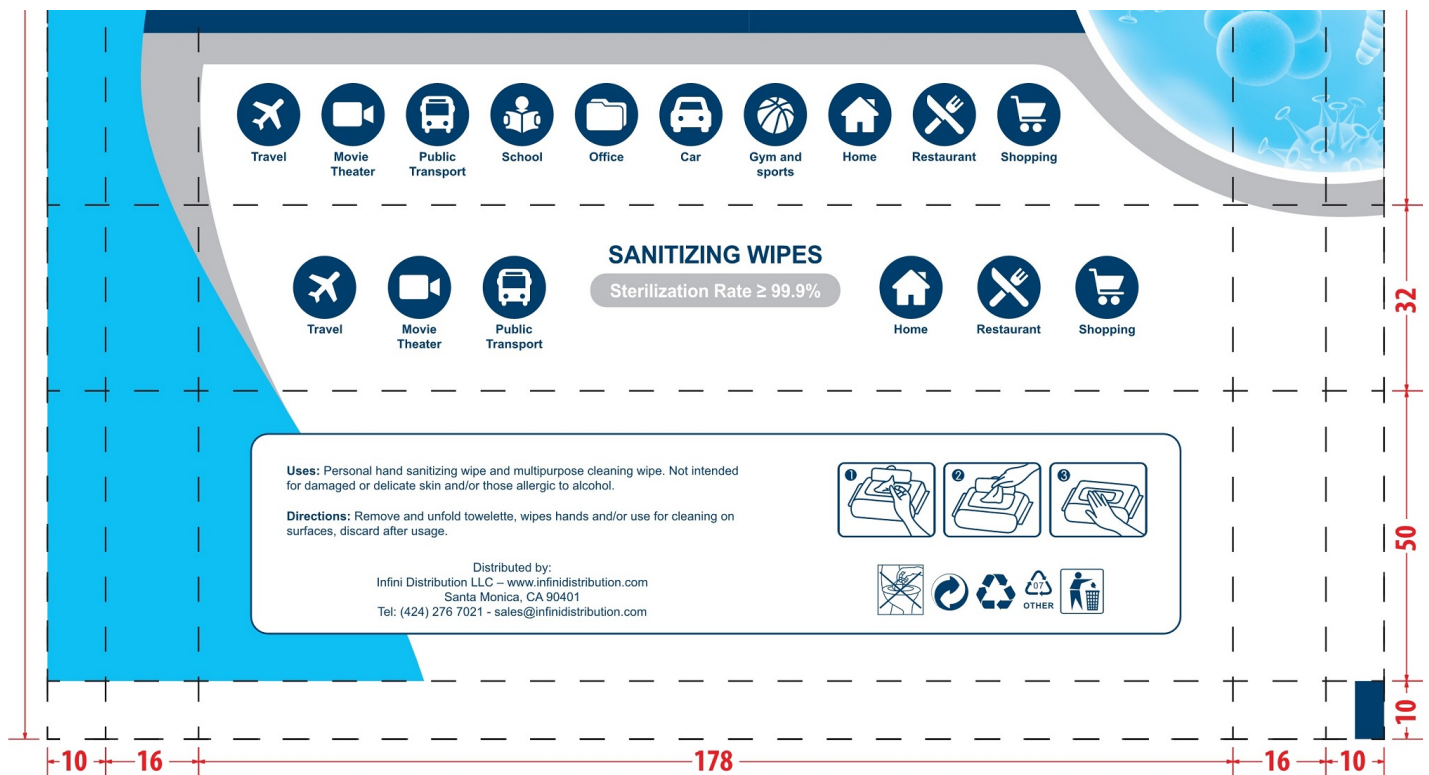 Travel
Movie
Theater
Public
Transport
School
Office
Car
Gym and
sports
Home
Restaurant
Shopping
SANITIZING WIPES
Sterilization Rate ≥ 99.9%
Travel
Movie
Theater
Public
Transport
Home
Restaurant
Shopping
32
Uses: Personal hand sanitizing wipe and multipurpose cleaning wipe. Not intended
for damaged or delicate skin and/or those allergic to alcohol.
Directions: Remove and unfold towelette, wipes hands and/or use for cleaning on
surfaces, discard after usage.
Distributed by:
Infini Distribution LLC – www.infinidistribution.com
Santa Monica, CA 90401
Tel: (424) 276 7021 - sales@infinidistribution.com
1
2
3
07
OTHER
50
10
10
16
178
16
10